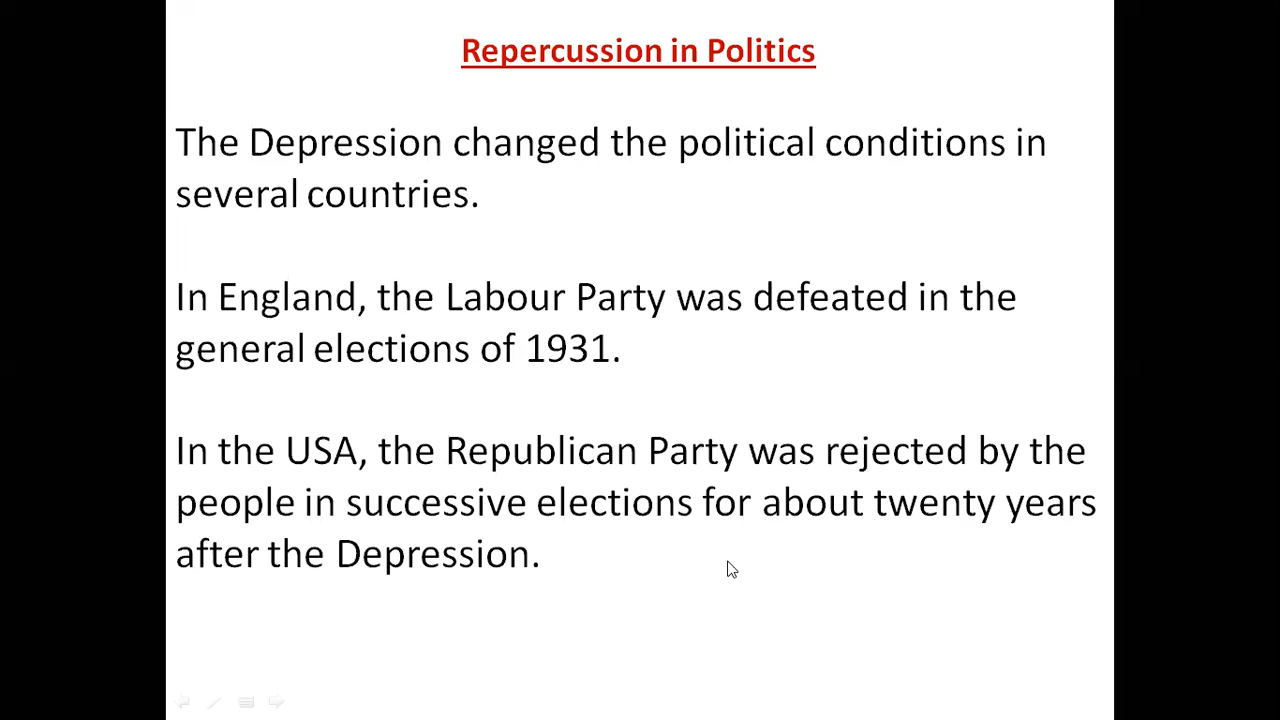 Repercussion in Politics
The Depression changed the political conditions in
several countries.
In England, the Labour Party was defeated in the
general elections of 1931.
In the USA, the Republican Party was rejected by the
people in successive elections for about twenty years
after the Depression.